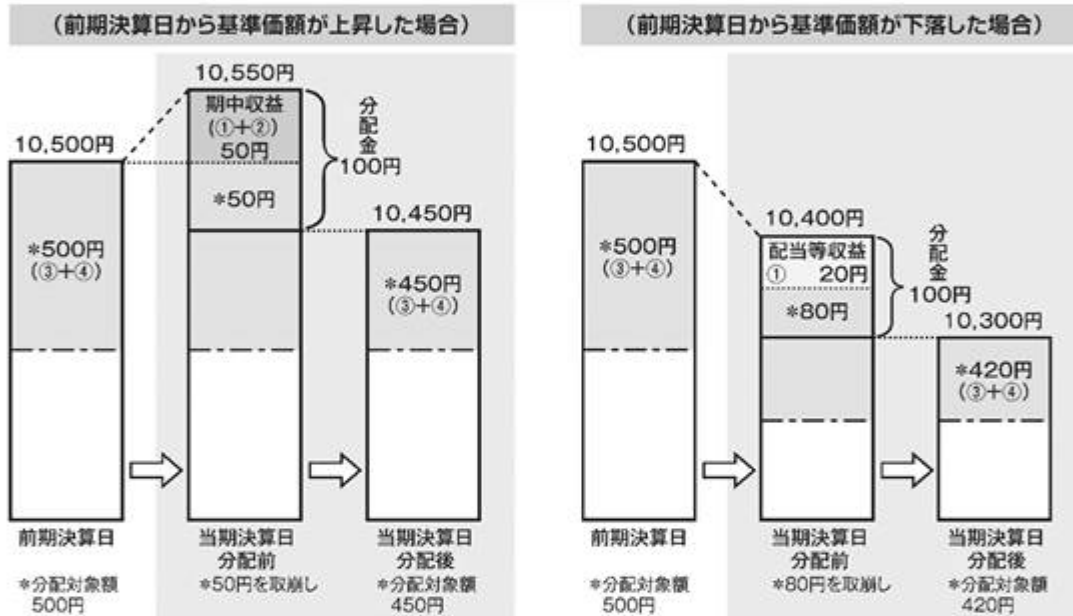 (前期決算日から基準価額が上昇した場合)
10,550円
期中収益
(①+②)
50円
*50円
分配金
100円
10,500円
*500円
(③+④)
10,450円
*450円
(③+④)
前期決算日
当期決算日
分配前
当期決算日
分配後
*分配対象額
500円
*50円を取崩し
*分配対象額
450円
(前期決算日から基準価額が下落した場合)
10,500円
*500円
(③+④)
10,400円
配当等収益
① 20円
*80円
分配金
100円
10,300円
*420円
(③+④)
前期決算日
当期決算日
分配前
当期決算日
分配後
*分配対象額
500円
*80円を取崩し
*分配対象額
420円